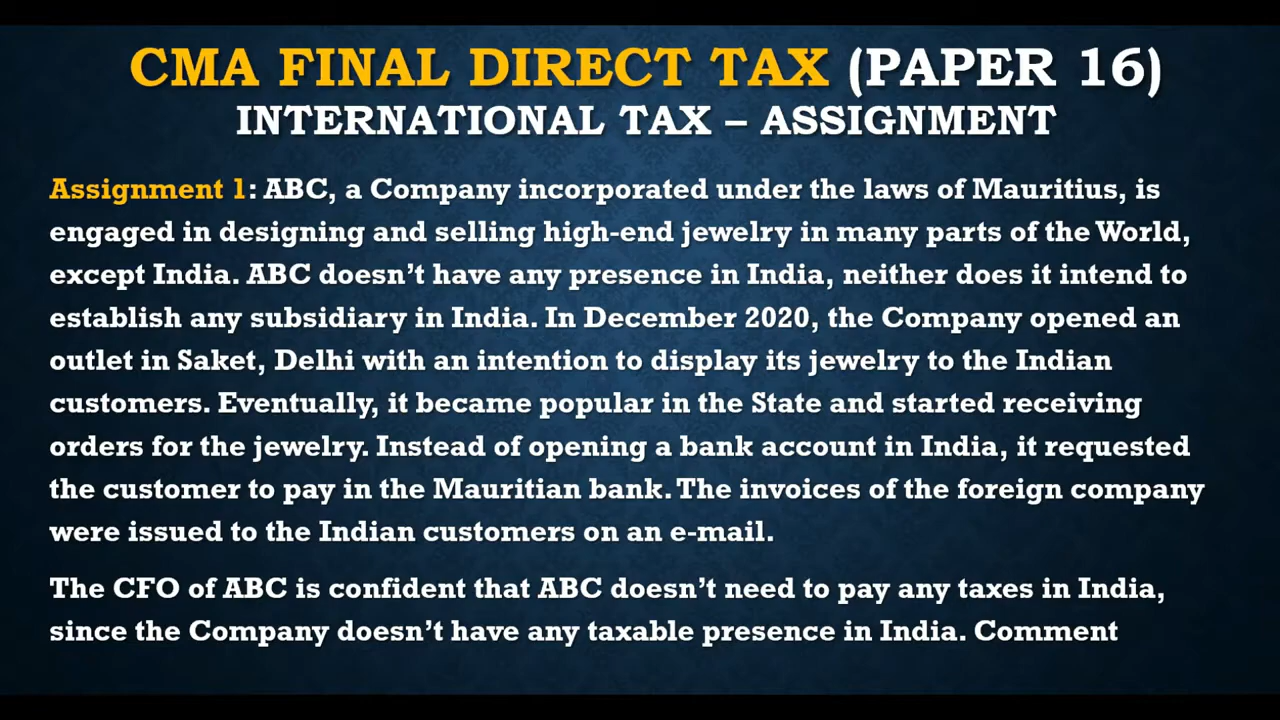 CMA FINAL DIRECT TAX (PAPER 16)
INTERNATIONAL TAX – ASSIGNMENT
Assignment 1: ABC, a Company incorporated under the laws of Mauritius, is
engaged in designing and selling high-end jewelry in many parts of the World,
except India. ABC doesn't have any presence in India, neither does it intend to
establish any subsidiary in India. In December 2020, the Company opened an
outlet in Saket, Delhi with an intention to display its jewelry to the Indian
customers. Eventually, it became popular in the State and started receiving
orders for the jewelry. Instead of opening a bank account in India, it requested
the customer to pay in the Mauritian bank. The invoices of the foreign company
were issued to the Indian customers on an e-mail.
The CFO of ABC is confident that ABC doesn't need to pay any taxes in India,
since the Company doesn't have any taxable presence in India. Comment